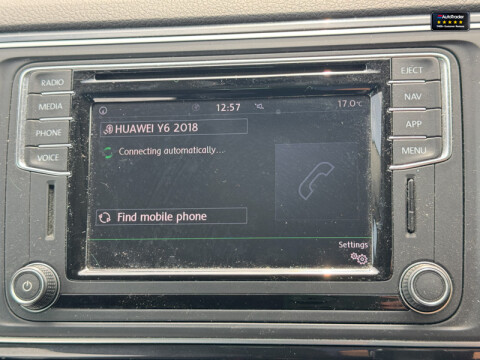 AutoTrader
RADIO
EJECT
MEDIA
NAV
PHONE
APP
VOICE
MENU
12:57
17.0°C
HUAWEI Y6 2018
Connecting automatically...
Find mobile phone
Settings